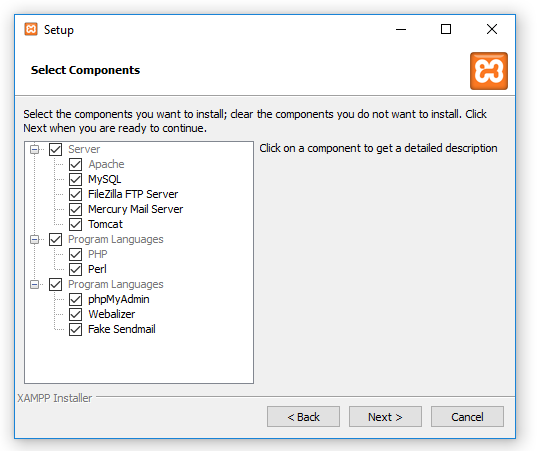 Setup
Select Components
Select the components you want to install; clear the components you do not want to install. Click
Next when you are ready to continue.
Server
Apache
MySQL
FileZilla FTP Server
Mercury Mail Server
Tomcat
Program Languages
PHP
Perl
Program Languages
phpMyAdmin
Webalizer
Fake Sendmail
Click on a component to get a detailed description
XAMPP Installer
< Back
Next >
Cancel